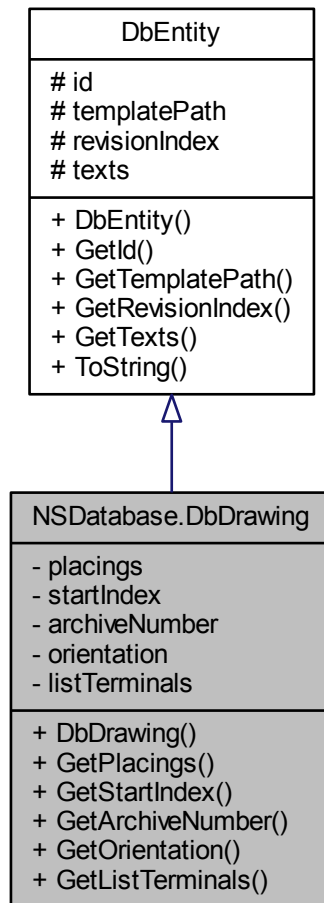 DbEntity
# id
# templatePath
# revisionIndex
# texts
+ DbEntity()
+ GetId()
+ GetTemplatePath()
+ GetRevisionIndex()
+ GetTexts()
+ ToString()
NSDatabase.DbDrawing
- placings
- startIndex
- archiveNumber
- orientation
- listTerminals
+ DbDrawing()
+ GetPlacings()
+ GetStartIndex()
+ GetArchiveNumber()
+ GetOrientation()
+ GetListTerminals()